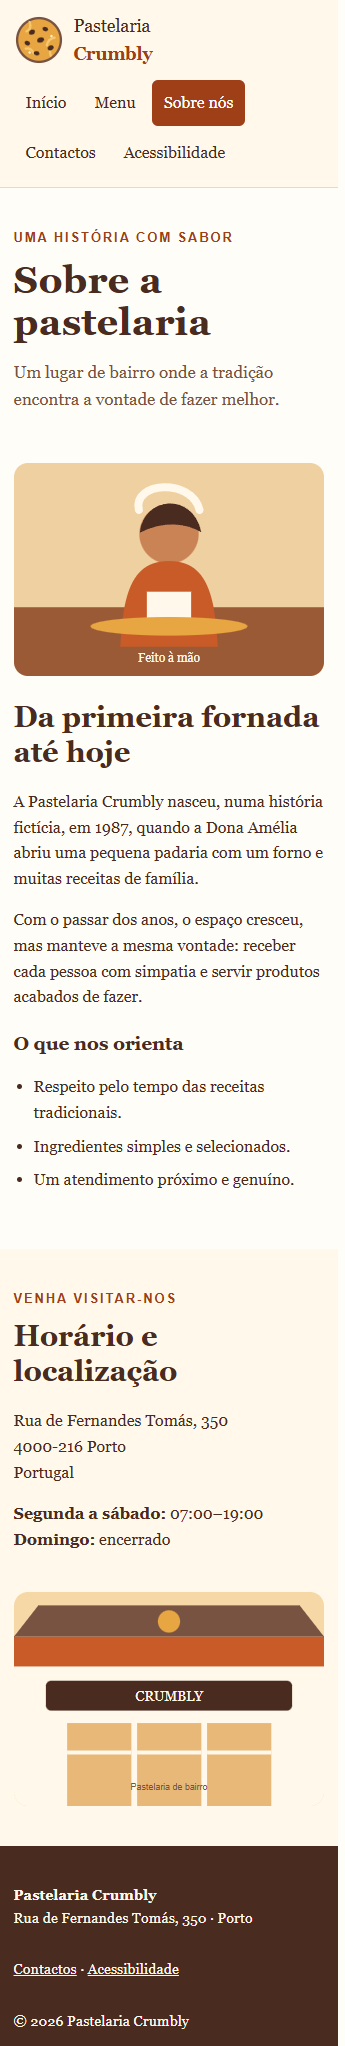 Pastelaria
Crumbly
Início Menu Sobre nós
Contactos Acessibilidade
UMA HISTÓRIA COM SABOR
Sobre a
pastelaria
Um lugar de bairro onde a tradição
encontra a vontade de fazer melhor.
Feito à mão
Da primeira fornada
até hoje
A Pastelaria Crumbly nasceu, numa história
fictícia, em 1987, quando a Dona Amélia
abriu uma pequena padaria com um forno e
muitas receitas de família.
Com o passar dos anos, o espaço cresceu,
mas manteve a mesma vontade: receber
cada pessoa com simpatia e servir produtos
acabados de fazer.
O que nos orienta
• Respeito pelo tempo das receitas
tradicionais.
• Ingredientes simples e selecionados.
• Um atendimento próximo e genuíno.
VENHA VISITAR-NOS
Horário e
localização
Rua de Fernandes Tomás, 350
4000-216 Porto
Portugal
Segunda a sábado: 07:00–19:00
Domingo: encerrado
CRUMBLY
Pastelaria de bairro
Pastelaria Crumbly
Rua de Fernandes Tomás, 350 · Porto
Contactos · Acessibilidade
© 2026 Pastelaria Crumbly